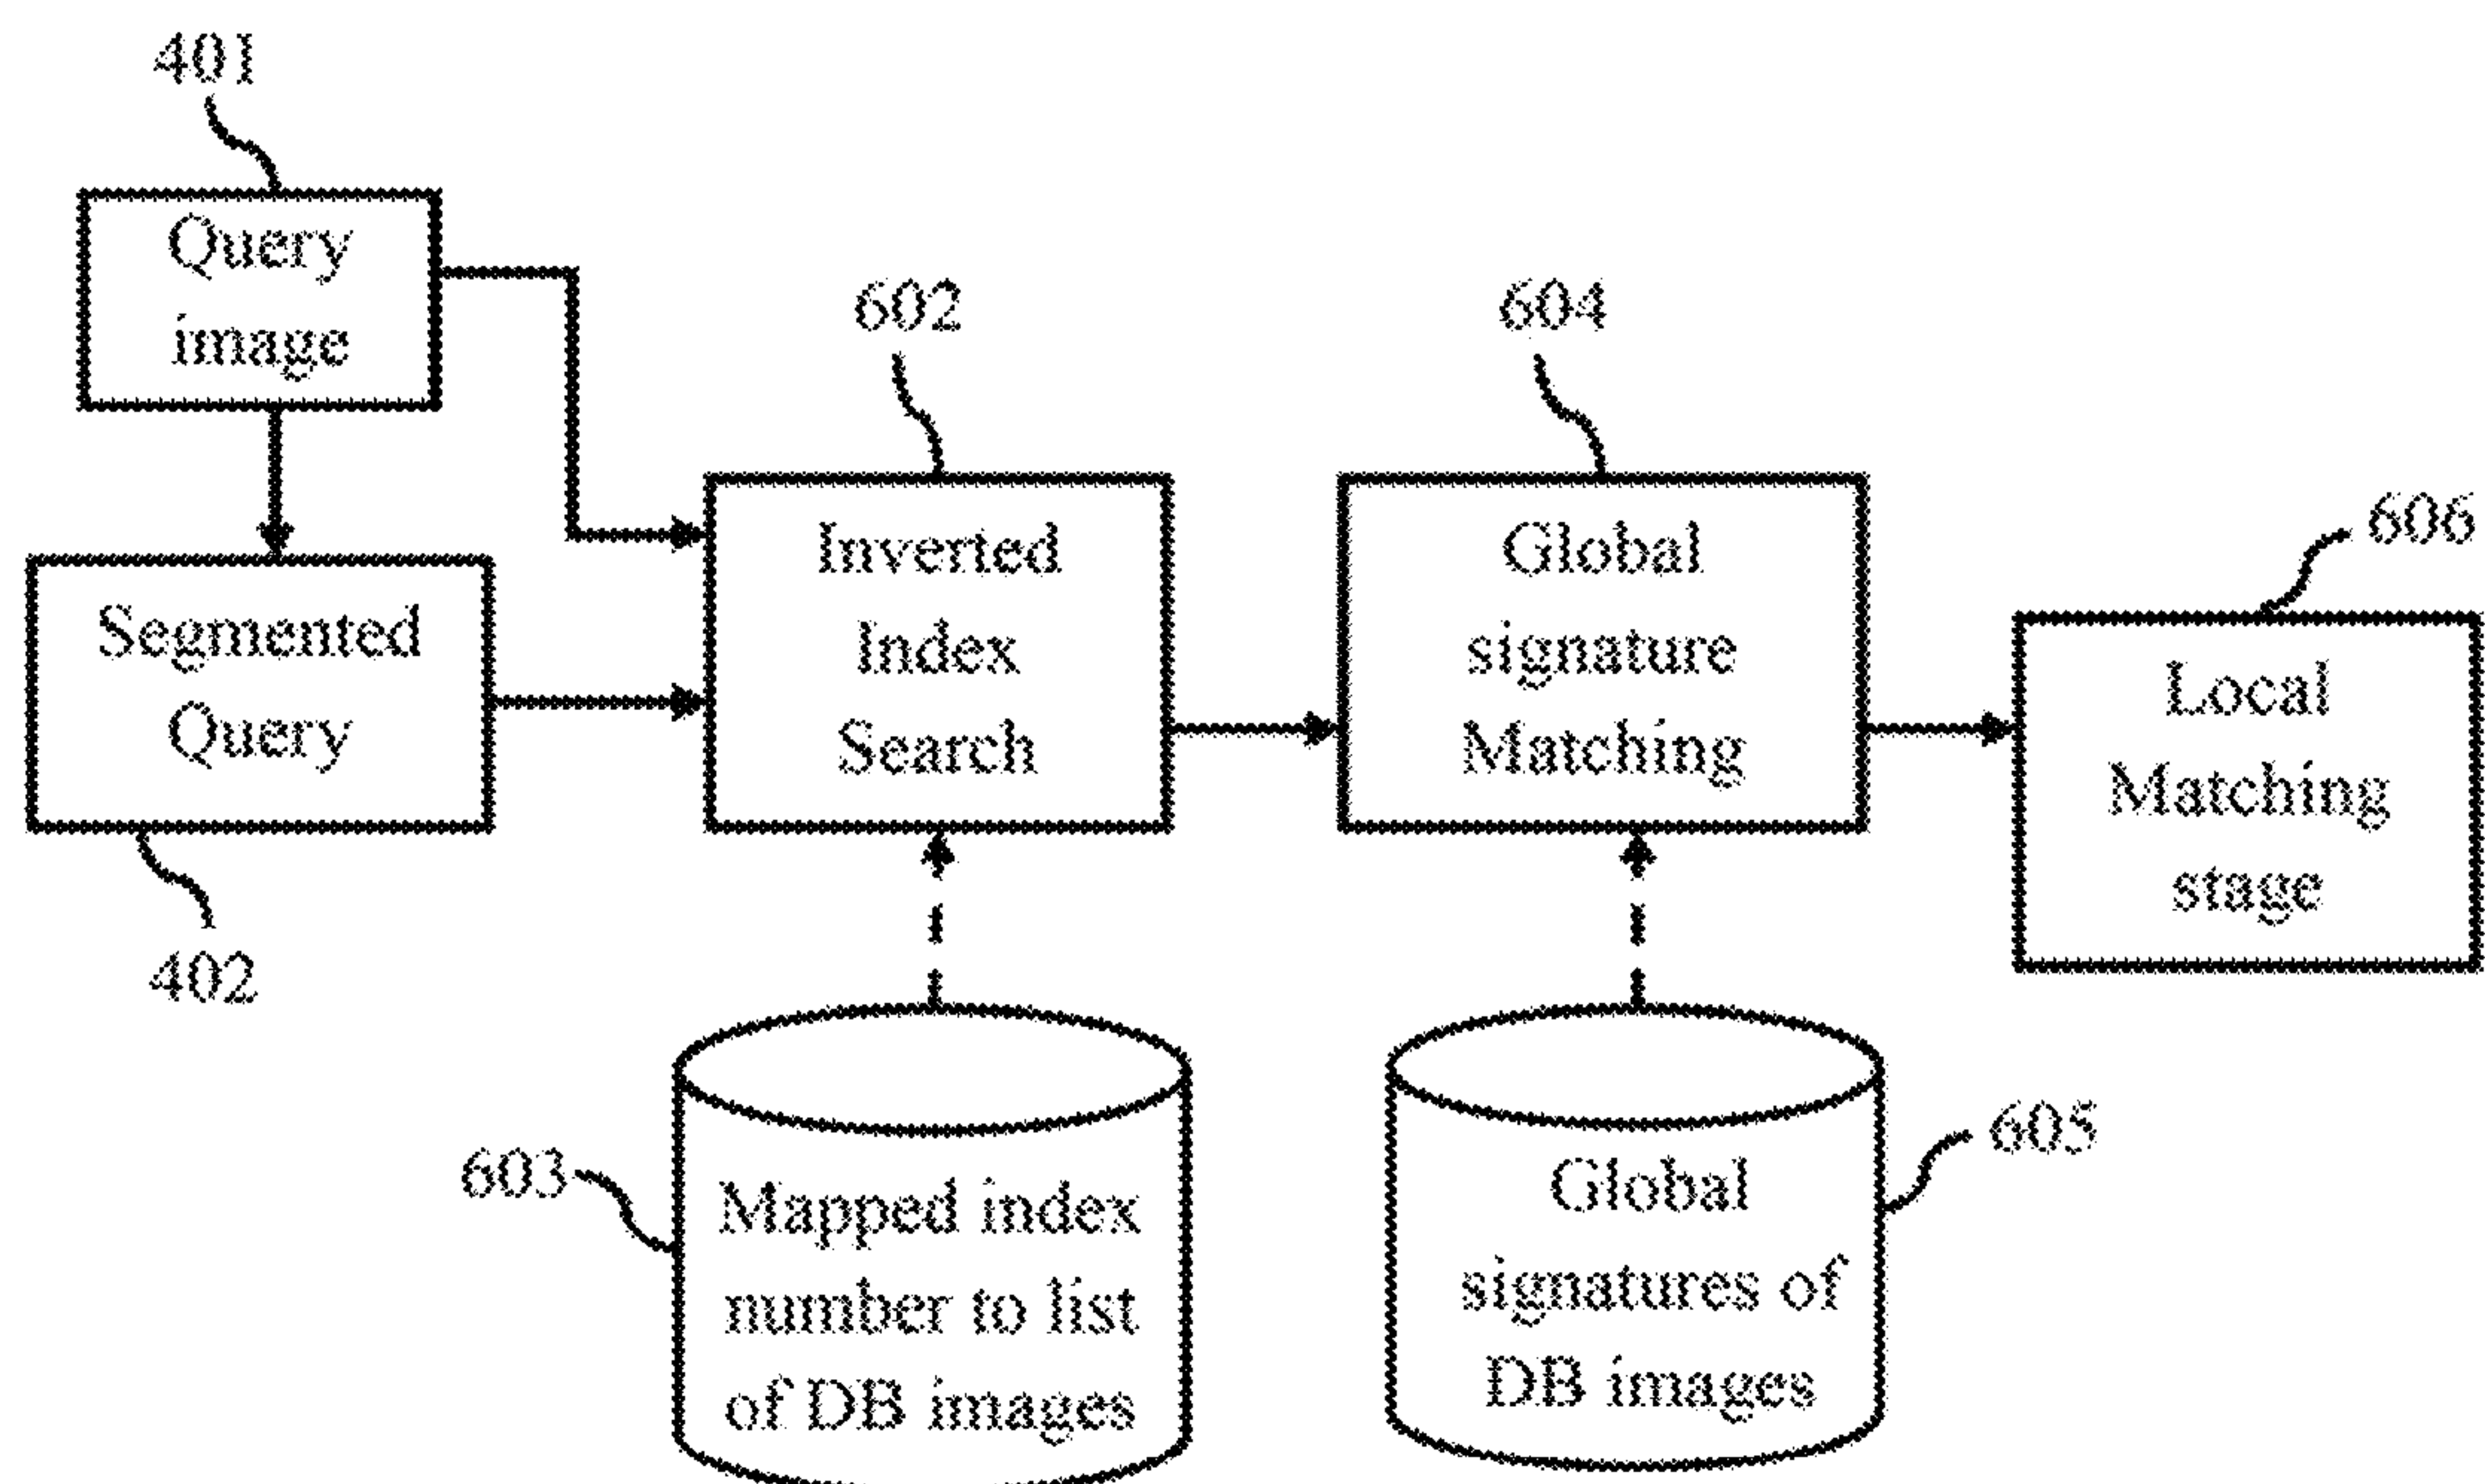 401
Query
image
602
604
606
Inverted
Index
Search
Global
signature
Matching
Segmented
Query
Local
Matching
stage
402
603
605
Mapped index
number to list
of DB images
Global
signatures of
DB images